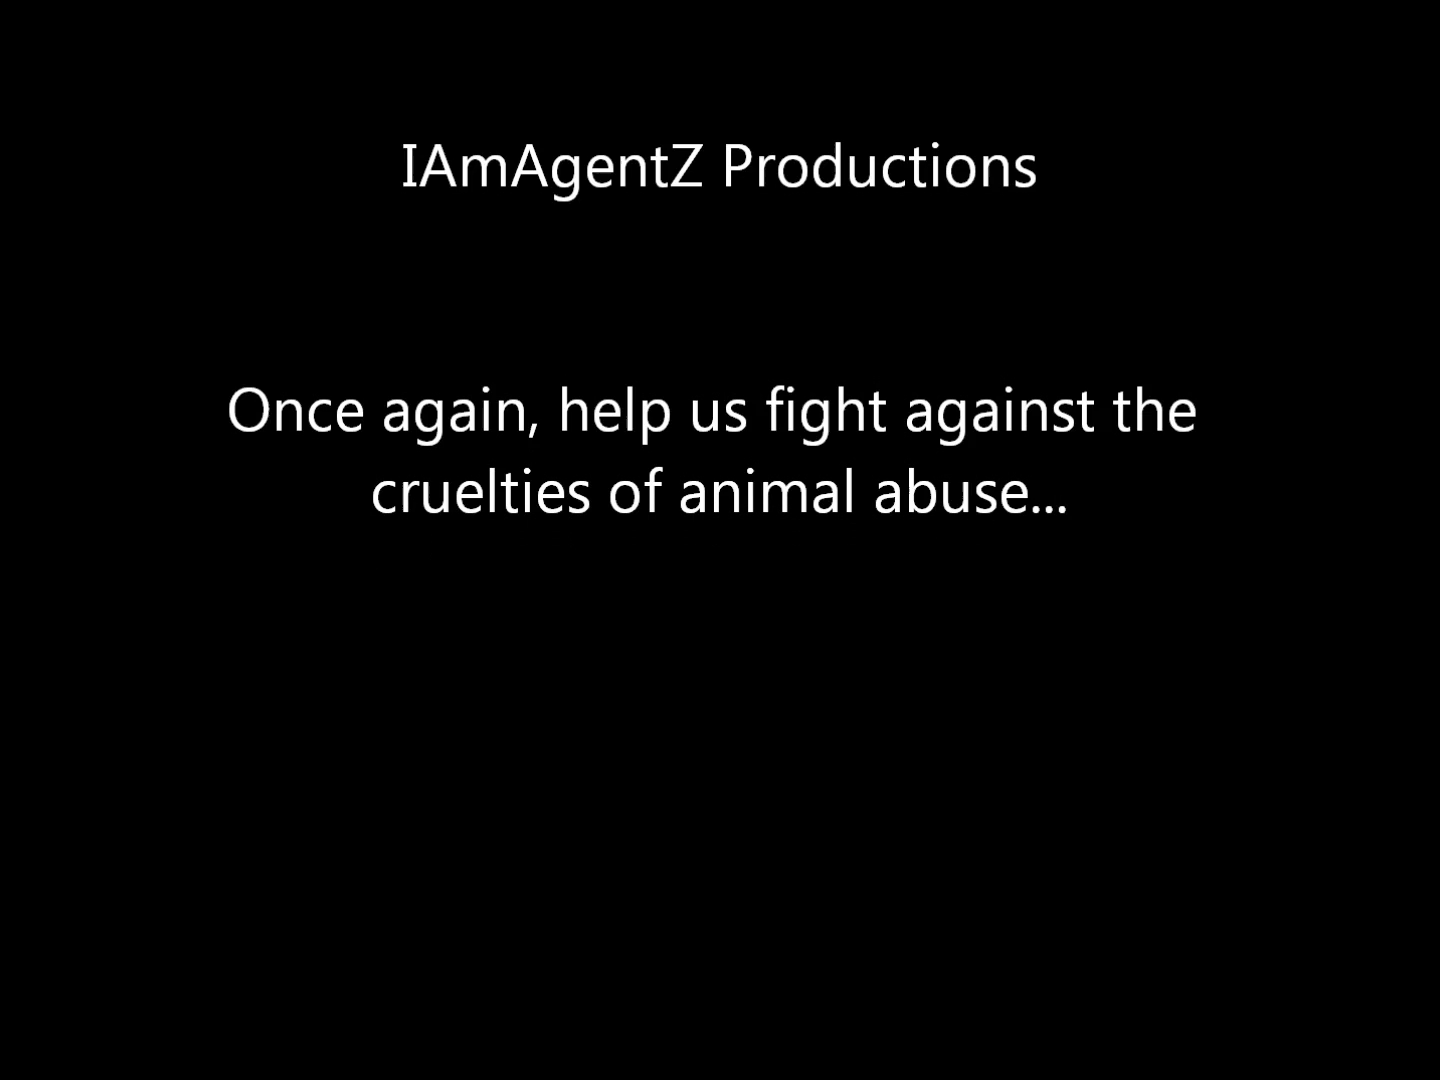 IAmAgentZ Productions
Once again, help us fight against the
cruelties of animal abuse...